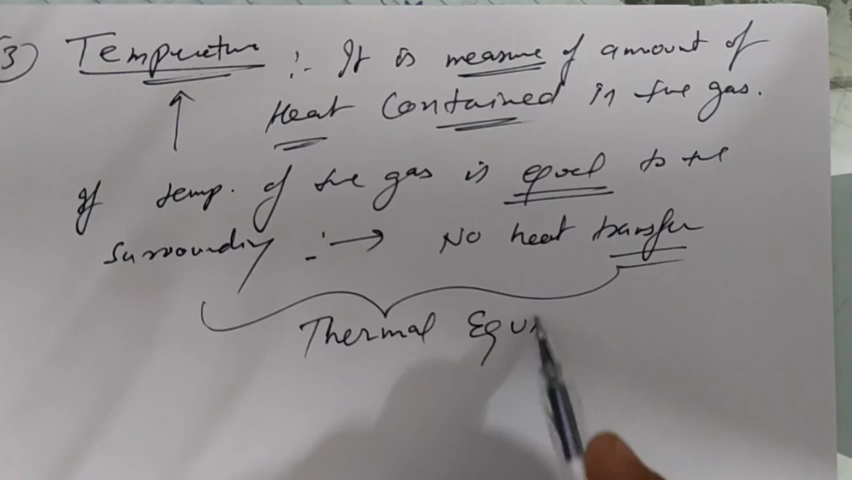 3) Temperature :- It is measure of amount of
Heat Contained in the gas.
If temp. of the gas is equal to the
surrounding :- → No heat transfer
Thermal Equi